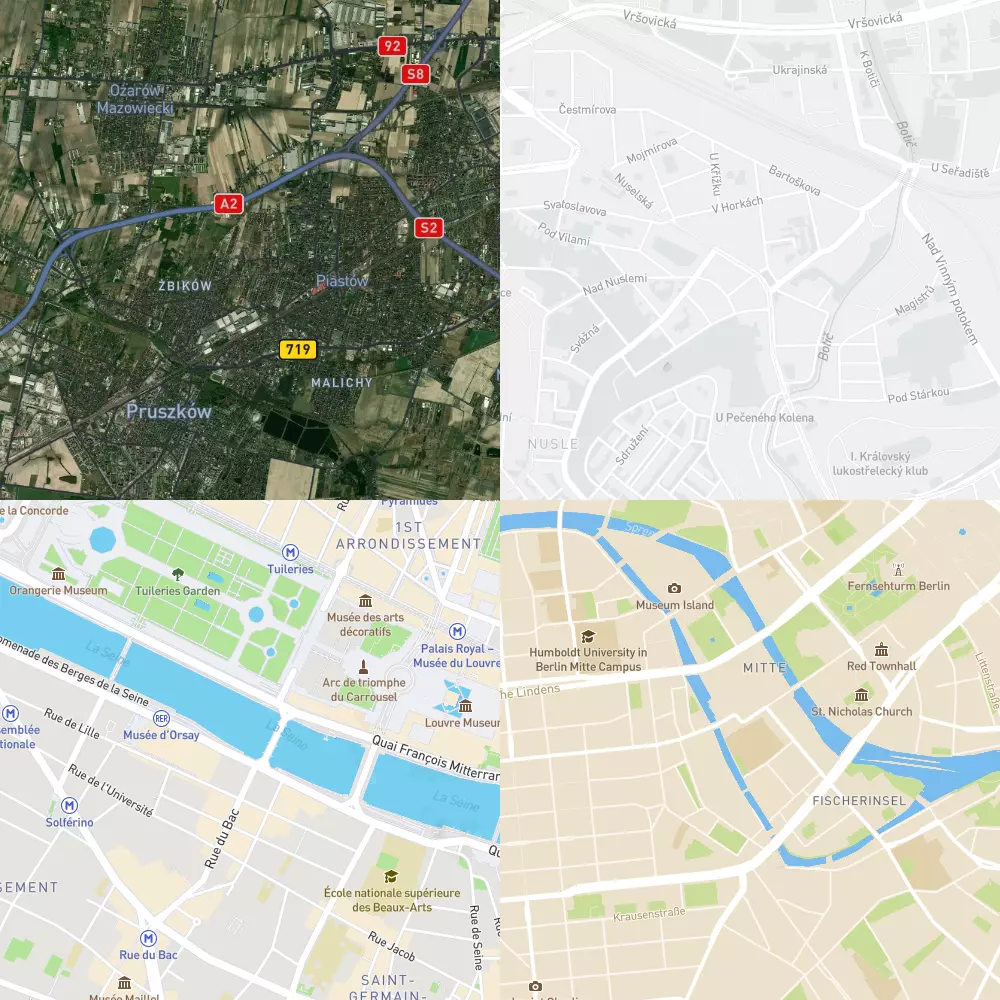 92
S8
Ożarów
Mazowiecki
A2
S2
ŻBIKÓW
Piastów
719
MALICHY
Pruszków
Vršovická
Vršovická
K Botiči
Ukrajinská
Čestmírova
Botič
Mojmírova
U Křížku
Bartoškova
U Seřadiště
Nuselská
V Horkách
Svatoslavova
Pod Vilami
Nad Vinným potokem
Nad Nuslemi
Magistrů
Svážná
Botič
Pod Stárkou
U Pečeného Kolena
NUSLE
Sdružení
I. Královský
lukostřelecký klub
e la Concorde
Pyramides
1ST
ARRONDISSEMENT
Tuileries
Orangerie Museum
Tuileries Garden
Musée des arts
décoratifs
Palais Royal –
Musée du Louvre
La Seine
Arc de triomphe
du Carrousel
omenade des Berges de la Seine
Louvre Museum
RER
Musée d'Orsay
semblée
tionale
Rue de Lille
La Seine
Quai François Mitterran
Rue de l'Université
La Seine
Solférino
Rue du Bac
SEMENT
École nationale supérieure
des Beaux-Arts
Rue de Seine
Rue Jacob
Rue du Bac
SAINT-
GERMAIN-
Musée Maillol
Spree
Museum Island
Fernsehturm Berlin
Humboldt University in
Berlin Mitte Campus
MITTE
Red Townhall
Littenstraße
he Lindens
St. Nicholas Church
FISCHERINSEL
Krausenstraße